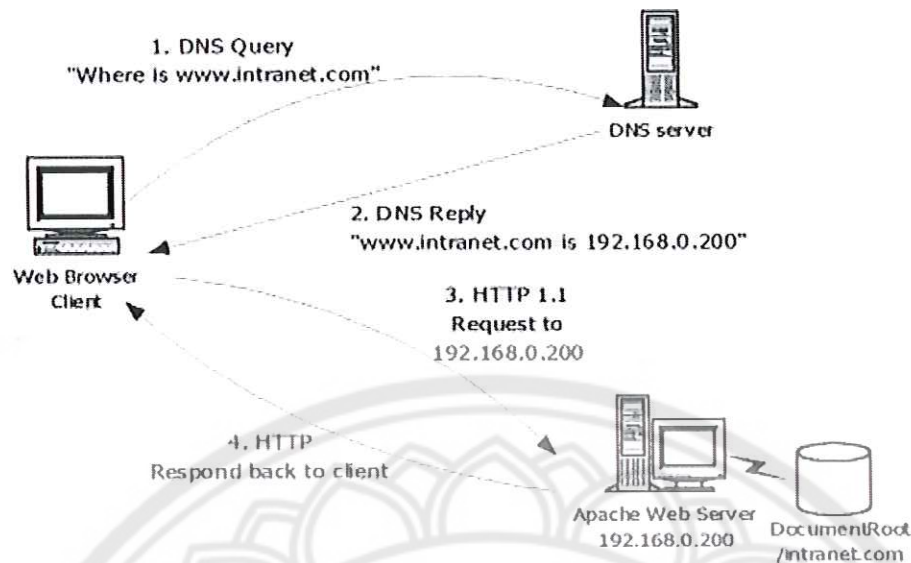 1. DNS Query
"Where is www.intranet.com"
DNS server
2. DNS Reply
"www.intranet.com is 192.168.0.200"
Web Browser
Client
3. HTTP 1.1
Request to
192.168.0.200
4. HTTP
Respond back to client
Apache Web Server
192.168.0.200
DocumentRoot
/intranet.com